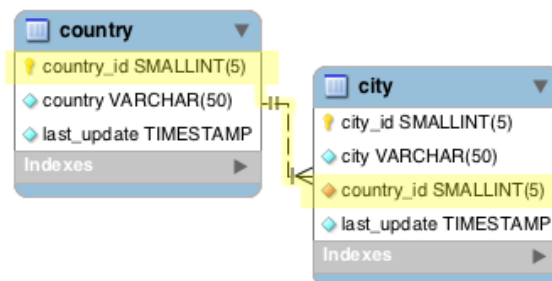 country
country_id SMALLINT(5)
country VARCHAR(50)
last_update TIMESTAMP
Indexes
city
city_id SMALLINT(5)
city VARCHAR(50)
country_id SMALLINT(5)
last_update TIMESTAMP
Indexes